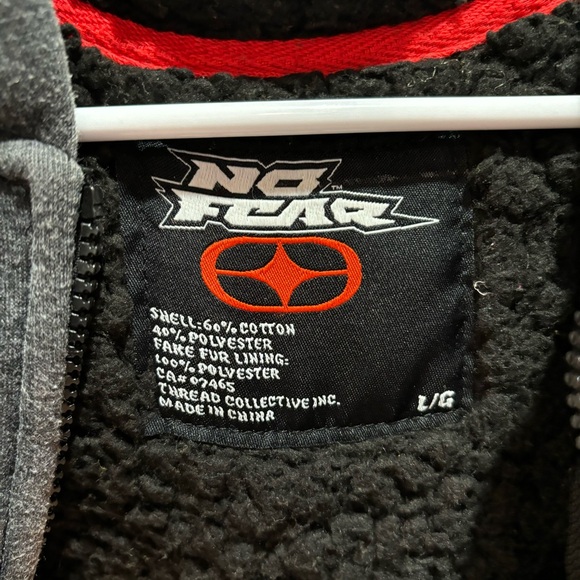 NO
FEAR™
SHELL: 60% COTTON
40% POLYESTER
FAKE FUR LINING:
100% POLYESTER
CA# 07465
THREAD COLLECTIVE INC.
MADE IN CHINA
L/G